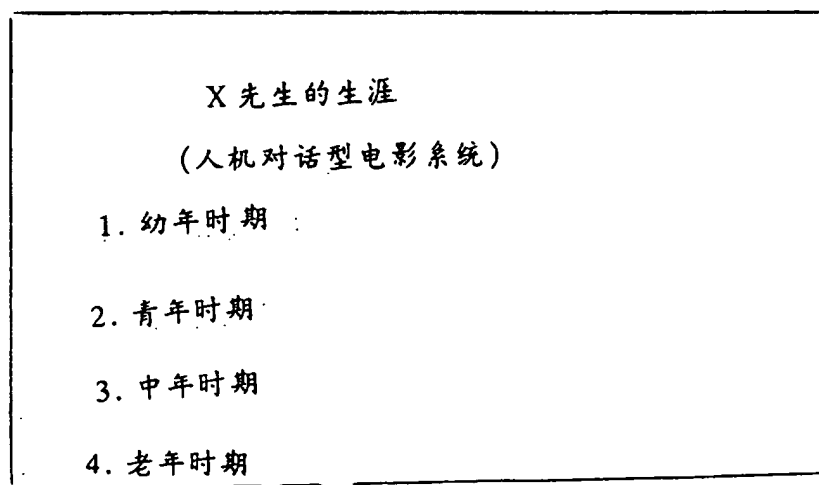 X先生的生涯
(人机对话型电影系统)
1. 幼年时期
2. 青年时期
3. 中年时期
4. 老年时期